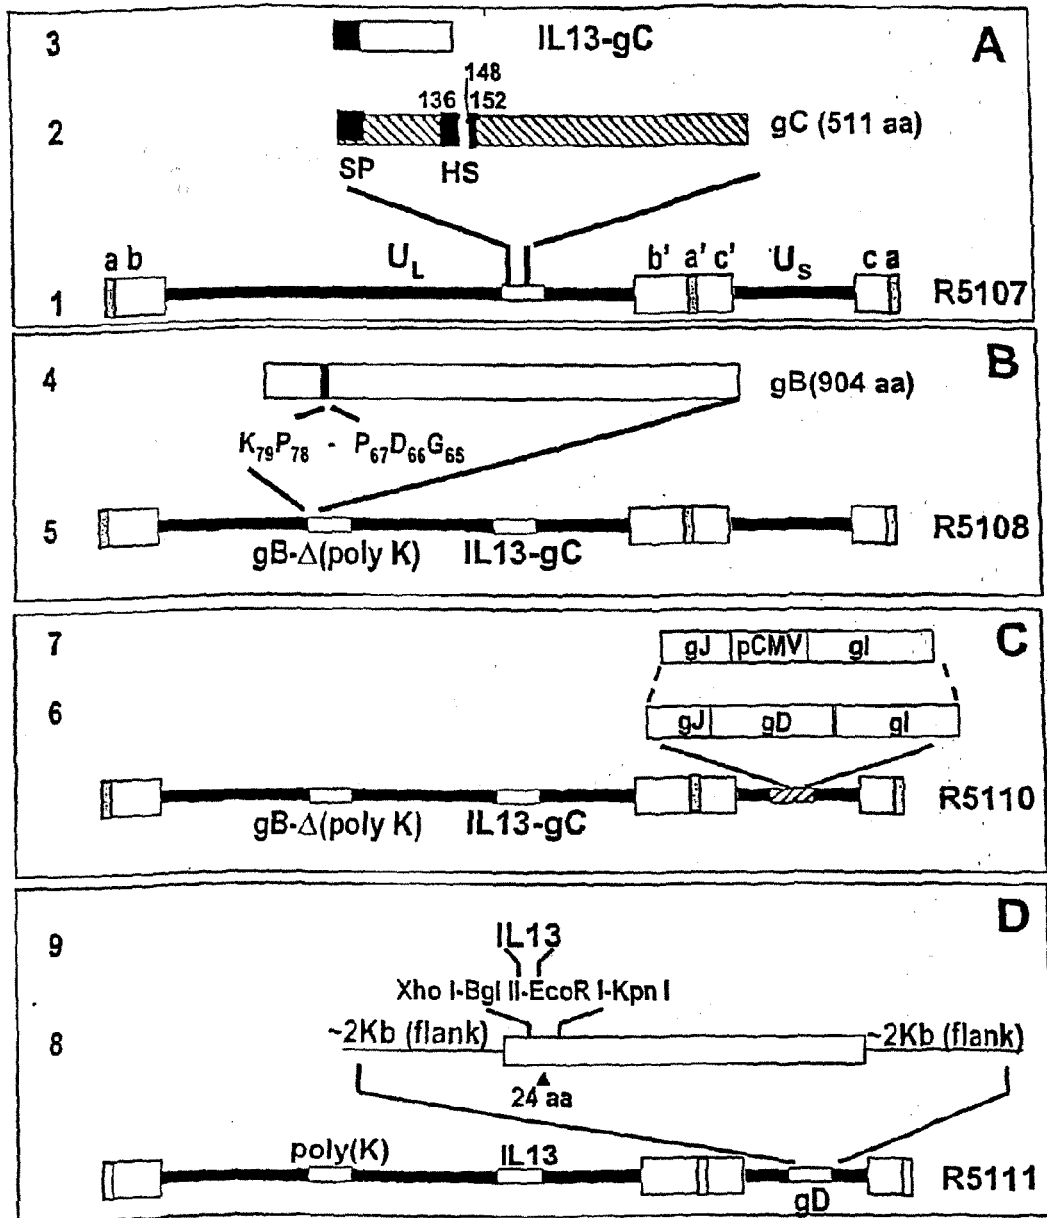 A
3 IL13-gC
148
136 152
2 gC (511 aa)
SP HS
a b U_L b' a' c' U_S c a
1 R5107
B
4 gB(904 aa)
K79P78 - P67D66G65
5 R5108
gB-Δ(poly K) IL13-gC
C
7 gJ pCMV gI
6 gJ gD gI
R5110
gB-Δ(poly K) IL13-gC
D
9 IL13
Xho I-Bgl II-EcoR I-Kpn I
8 ~2Kb (flank) ~2Kb (flank)
24 aa
poly(K) IL13
R5111
gD